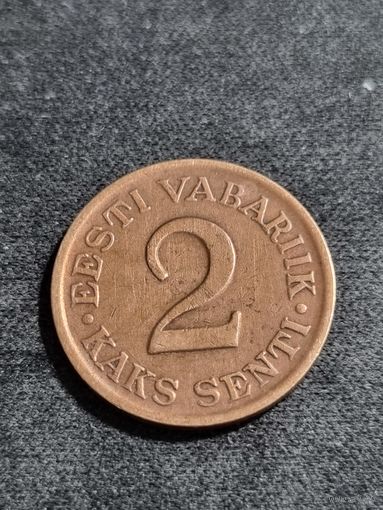 EESTI VABARIIK
2
KAKS SENTI